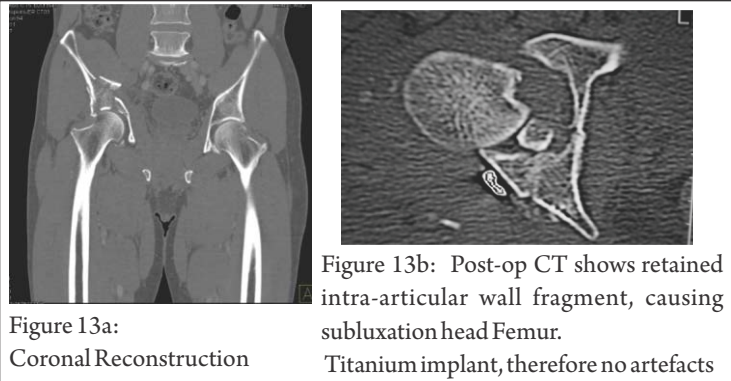 Figure 13a:
Coronal Reconstruction
Figure 13b: Post-op CT shows retained
intra-articular wall fragment, causing
subluxation head Femur.
Titanium implant, therefore no artefacts
L
A